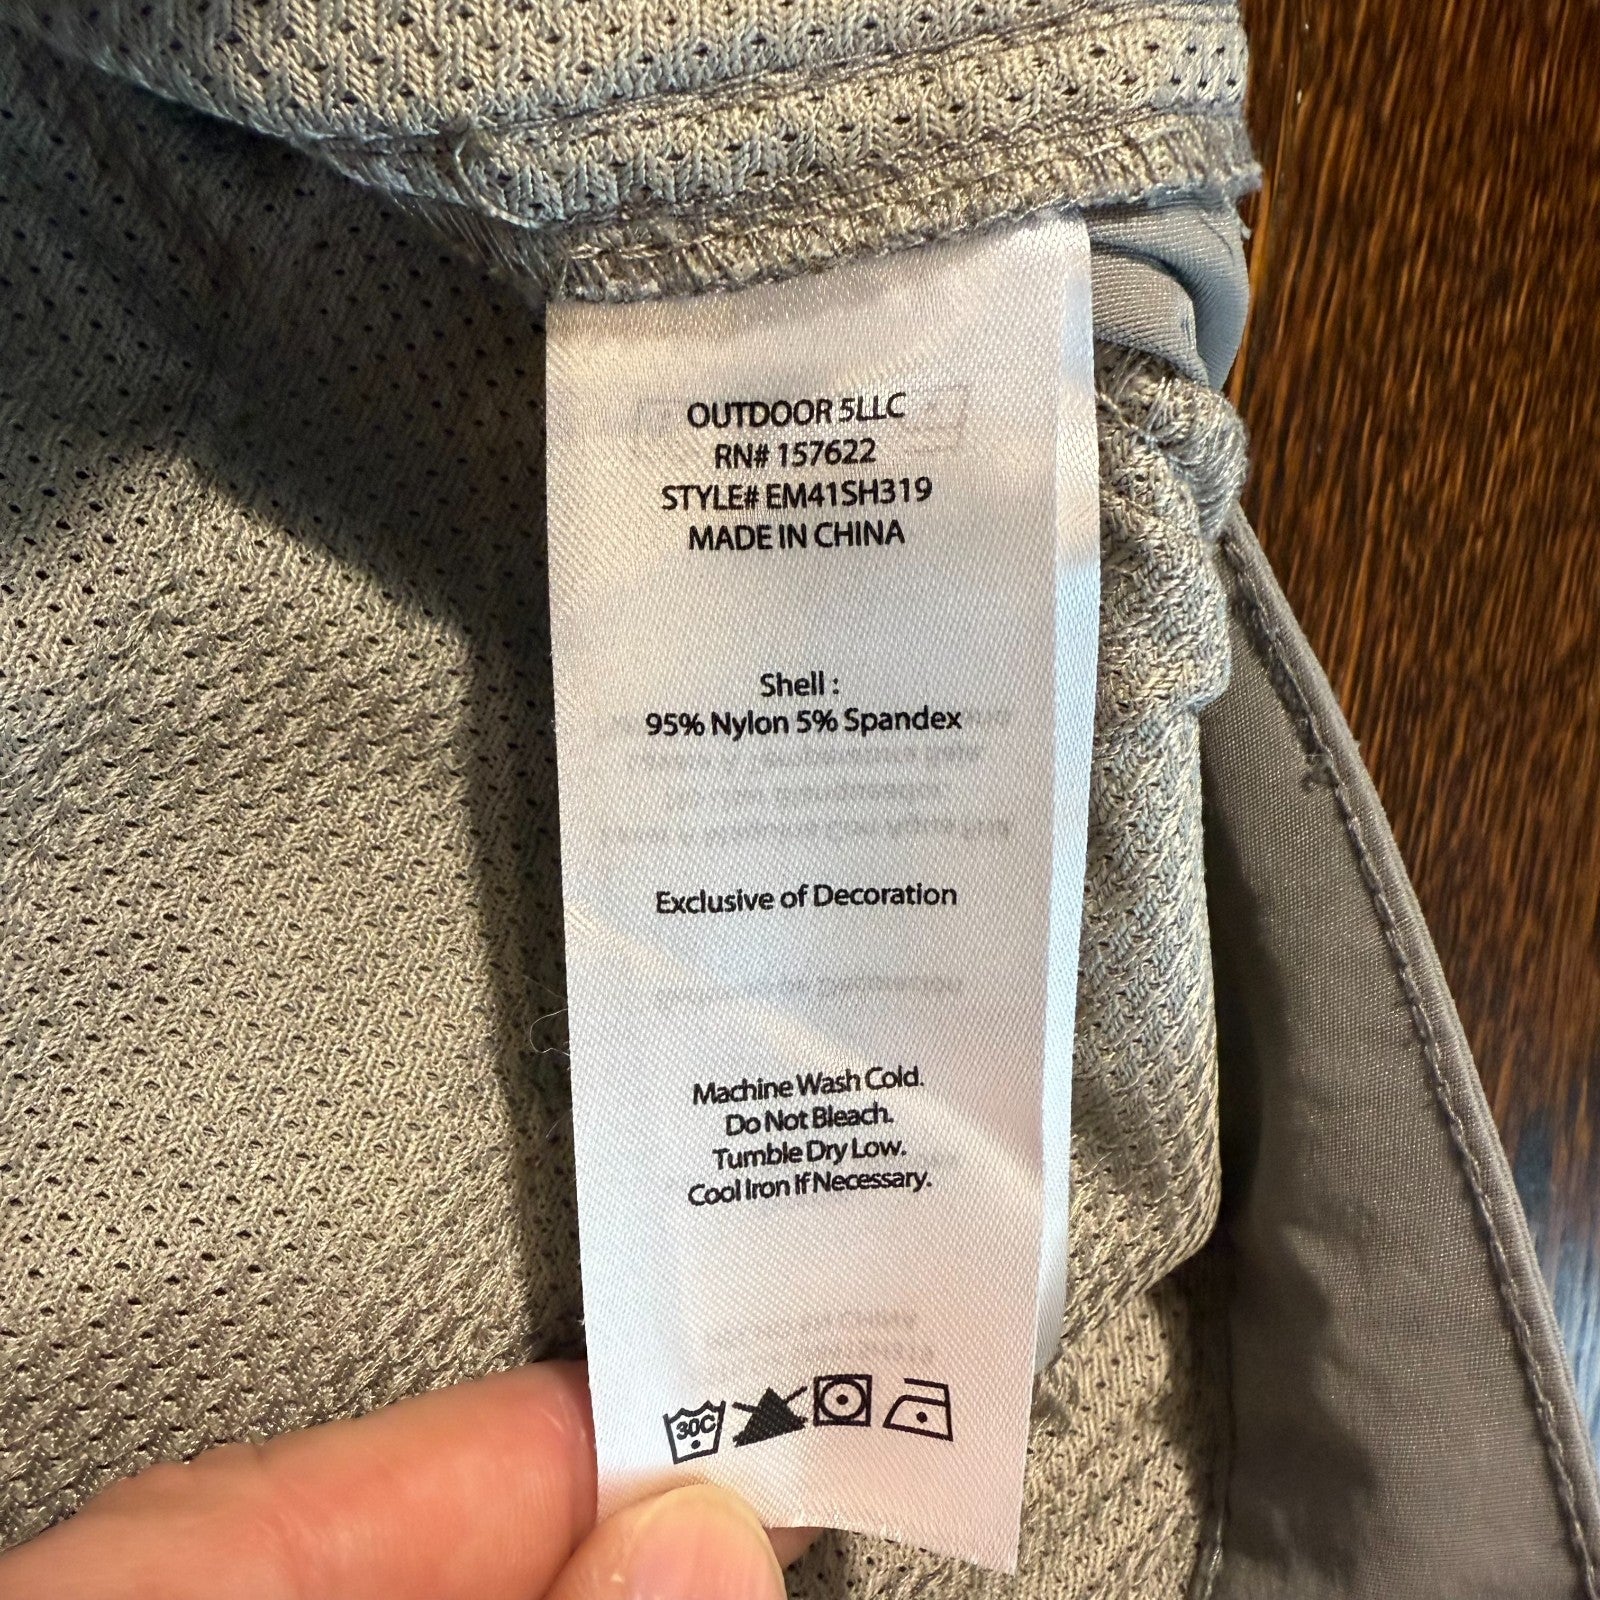 OUTDOOR 5LLC
RN# 157622
STYLE# EM41SH319
MADE IN CHINA
Shell :
95% Nylon 5% Spandex
Exclusive of Decoration
Machine Wash Cold.
Do Not Bleach.
Tumble Dry Low.
Cool Iron If Necessary.
30C